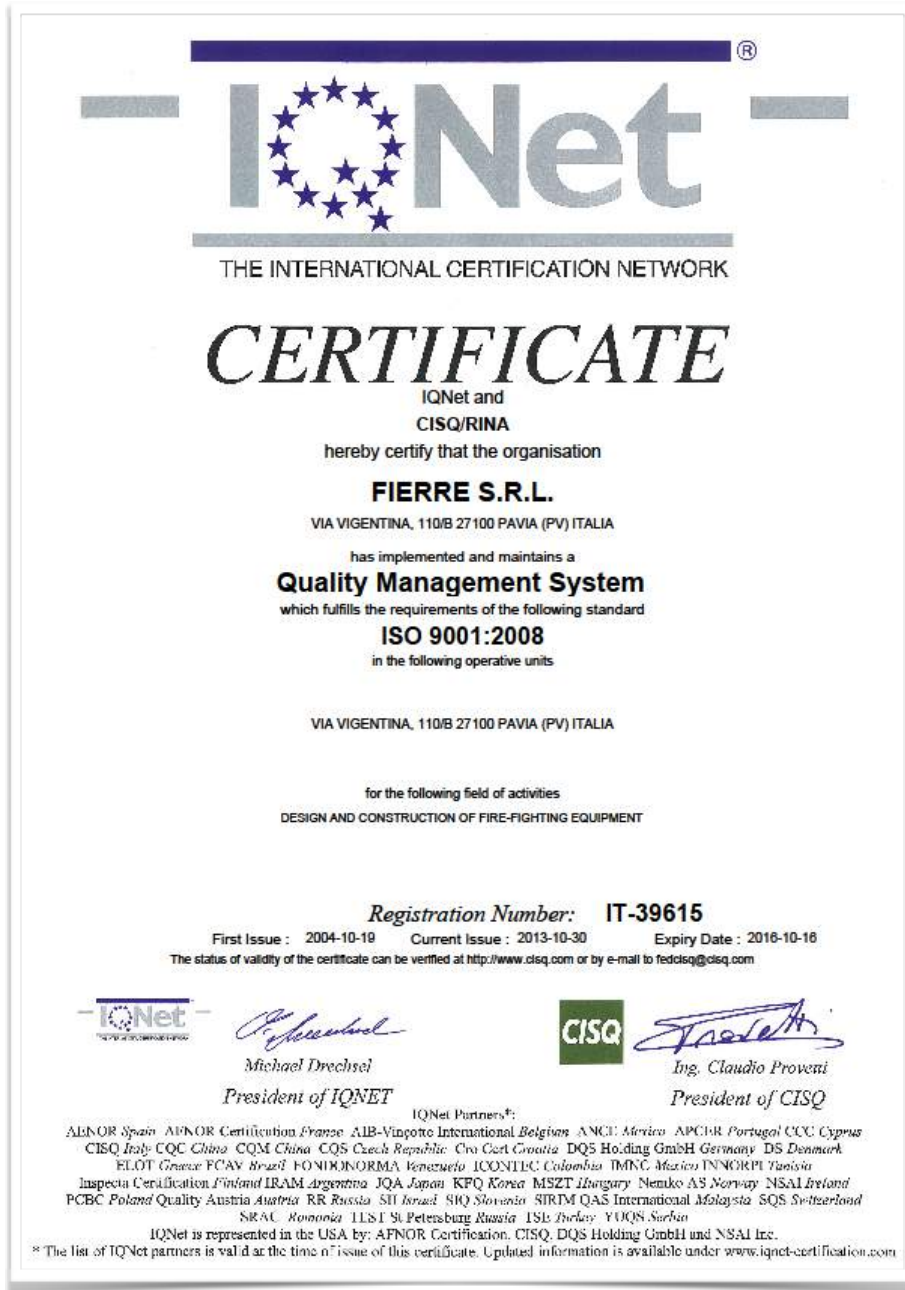 IQNet ®
THE INTERNATIONAL CERTIFICATION NETWORK
CERTIFICATE
IQNet and
CISQ/RINA
hereby certify that the organisation
FIERRE S.R.L.
VIA VIGENTINA, 110/B 27100 PAVIA (PV) ITALIA
has implemented and maintains a
Quality Management System
which fulfills the requirements of the following standard
ISO 9001:2008
in the following operative units
VIA VIGENTINA, 110/B 27100 PAVIA (PV) ITALIA
for the following field of activities
DESIGN AND CONSTRUCTION OF FIRE-FIGHTING EQUIPMENT
Registration Number: IT-39615
First Issue : 2004-10-19 Current Issue : 2013-10-30 Expiry Date : 2016-10-16
The status of validity of the certificate can be verified at http://www.cisq.com or by e-mail to fedcisq@cisq.com
IQNet
CISQ
Michael Drechsel
President of IQNET
Ing. Claudio Provetti
President of CISQ
IQNet Partners*:
AENOR Spain AFNOR Certification France AIB-Vinçotte International Belgium ANCE Mexico APCER Portugal CCC Cyprus
CISQ Italy CQC China CQM China CQS Czech Republic Cro Cert Croatia DQS Holding GmbH Germany DS Denmark
ELOT Greece FCAV Brazil FONDONORMA Venezuela ICONTEC Colombia IMNC Mexico INNORPI Tunisia
Inspecta Certification Finland IRAM Argentina JQA Japan KFQ Korea MSZT Hungary Nemko AS Norway NSAI Ireland
PCBC Poland Quality Austria Austria RR Russia SII Israel SIQ Slovenia SIRIM QAS International Malaysia SQS Switzerland
SRAC Romania TEST St Petersburg Russia TSE Turkey YUQS Serbia
IQNet is represented in the USA by: AFNOR Certification, CISQ, DQS Holding GmbH and NSAI Inc.
* The list of IQNet partners is valid at the time of issue of this certificate. Updated information is available under www.iqnet-certification.com